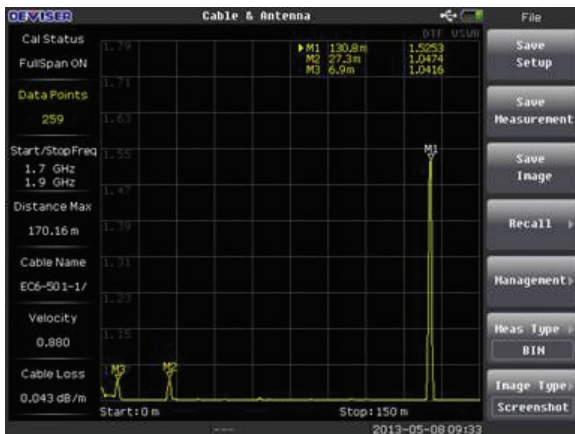 DEVISER Cable & Antenna File
Cal Status
FullSpan ON
Data Points
259
Start/StopFreq
1.7 GHz
1.9 GHz
Distance Max
170.16 m
Cable Name
EC6-501-1/
Velocity
0.880
Cable Loss
0.043 dB/m
DTF VSWR
M1 130.8m 1.5253
M2 27.3m 1.0474
M3 6.9m 1.0416
1.79
1.71
1.63
1.55
1.47
1.39
1.31
1.23
1.15
M1
M3 M2
Start:0 m Stop:150 m
--- 2013-05-08 09:33
Save
Setup
Save
Measurement
Save
Image
Recall
Management
Meas Type
BIN
Image Type
Screenshot